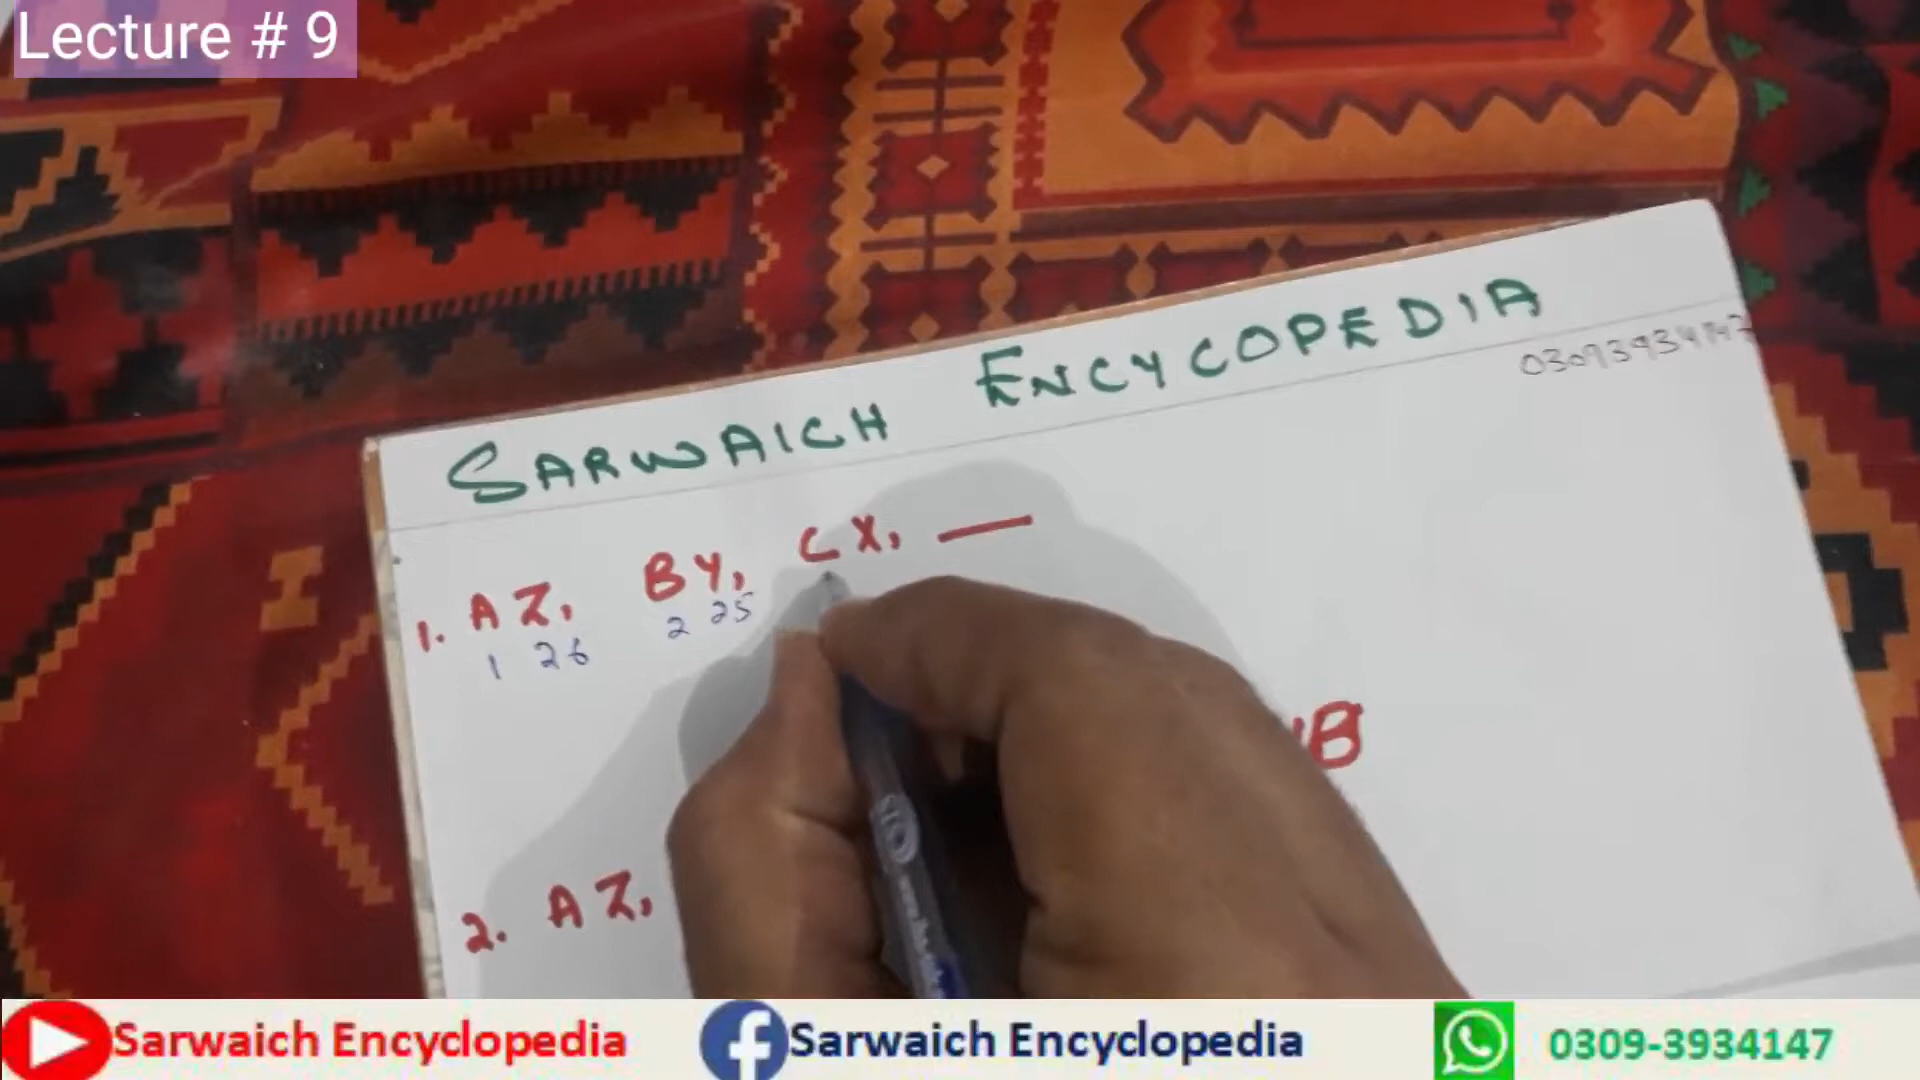 Lecture # 9
SARWAICH ENCYCOPEDIA
03093934147
1. AZ, BY, CX, ___
1 26 2 25
B
2. AZ,
Sarwaich Encyclopedia Sarwaich Encyclopedia 0309-3934147